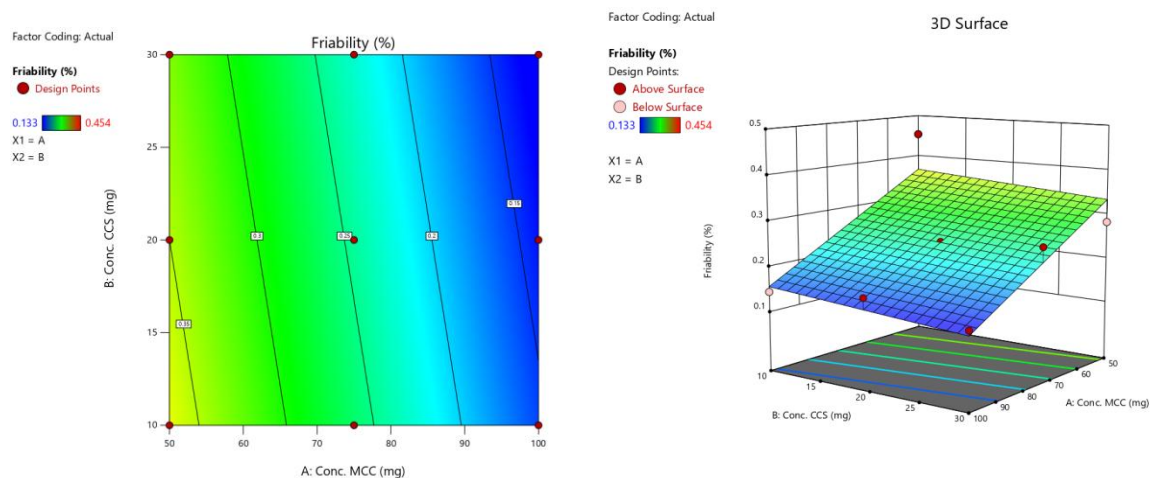 Factor Coding: Actual
Friability (%)
Friability (%)
Design Points
0.133 0.454
X1 = A
X2 = B
30
25
20
15
10
B: Conc. CCS (mg)
0.35
0.3
0.25
0.2
0.15
50 60 70 80 90 100
A: Conc. MCC (mg)
Factor Coding: Actual
3D Surface
Friability (%)
Design Points:
Above Surface
Below Surface
0.133 0.454
X1 = A
X2 = B
0.5
0.4
0.3
0.2
0.1
Friability (%)
10
15
20
25
30
B: Conc. CCS (mg)
50
60
70
80
90
100
A: Conc. MCC (mg)